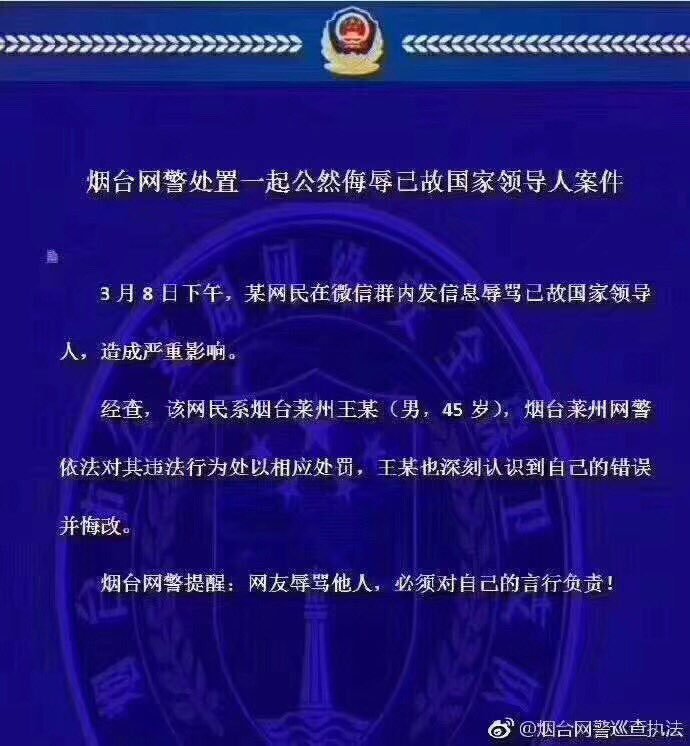 烟台网警处置一起公然侮辱已故国家领导人案件
3月8日下午，某网民在微信群内发信息辱骂已故国家领导
人，造成严重影响。
经查，该网民系烟台莱州王某（男，45岁），烟台莱州网警
依法对其违法行为处以相应处罚，王某也深刻认识到自己的错误
并悔改。
烟台网警提醒：网友辱骂他人，必须对自己的言行负责！
@烟台网警巡查执法